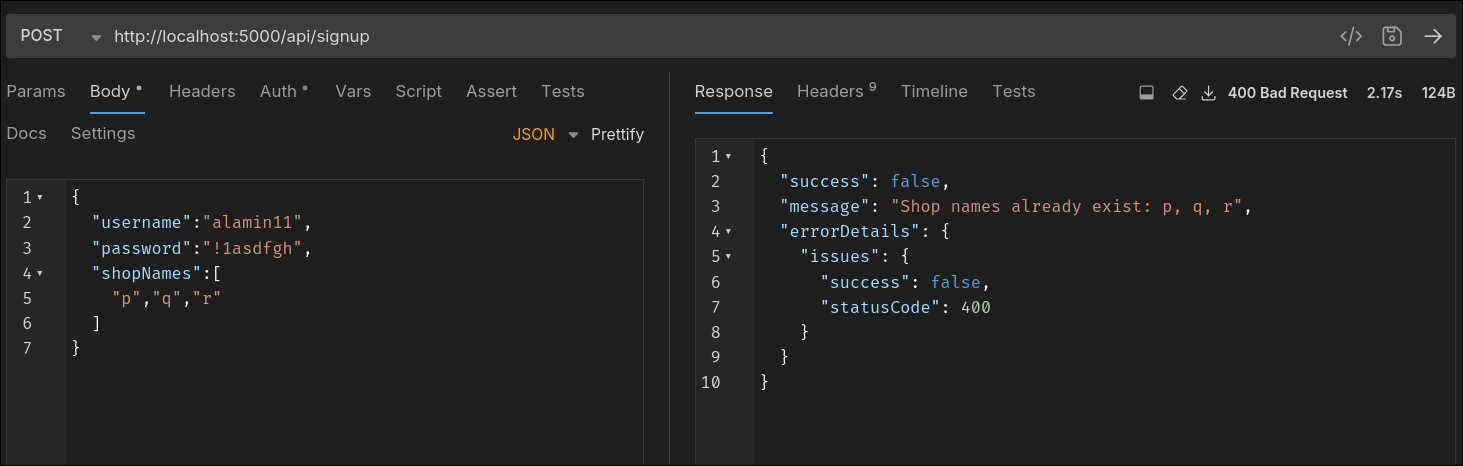 POST http://localhost:5000/api/signup
Params Body Headers Auth Vars Script Assert Tests
Docs Settings JSON Prettify
1 {
2 "username":"alamin11",
3 "password":"!1asdfgh",
4 "shopNames":[
5 "p","q","r"
6 ]
7 }
Response Headers 9 Timeline Tests 400 Bad Request 2.17s 124B
1 {
2 "success": false,
3 "message": "Shop names already exist: p, q, r",
4 "errorDetails": {
5 "issues": {
6 "success": false,
7 "statusCode": 400
8 }
9 }
10 }